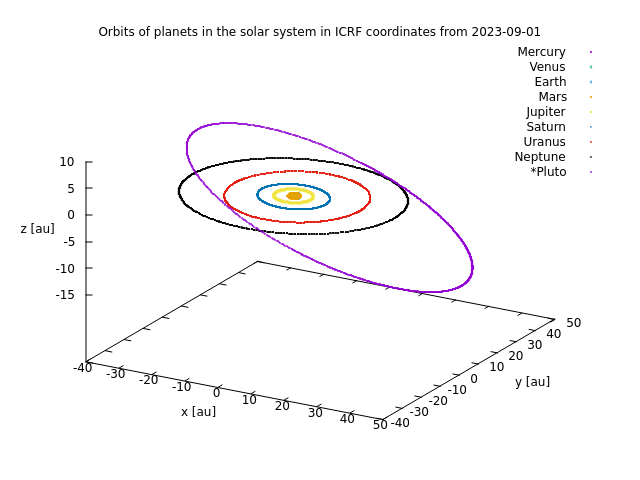 Orbits of planets in the solar system in ICRF coordinates from 2023-09-01
Mercury
Venus
Earth
Mars
Jupiter
Saturn
Uranus
Neptune
*Pluto
10
5
0
-5
-10
-15
z [au]
-40
-30
-20
-10
0
10
20
30
40
50
x [au]
-40
-30
-20
-10
0
10
20
30
40
50
y [au]